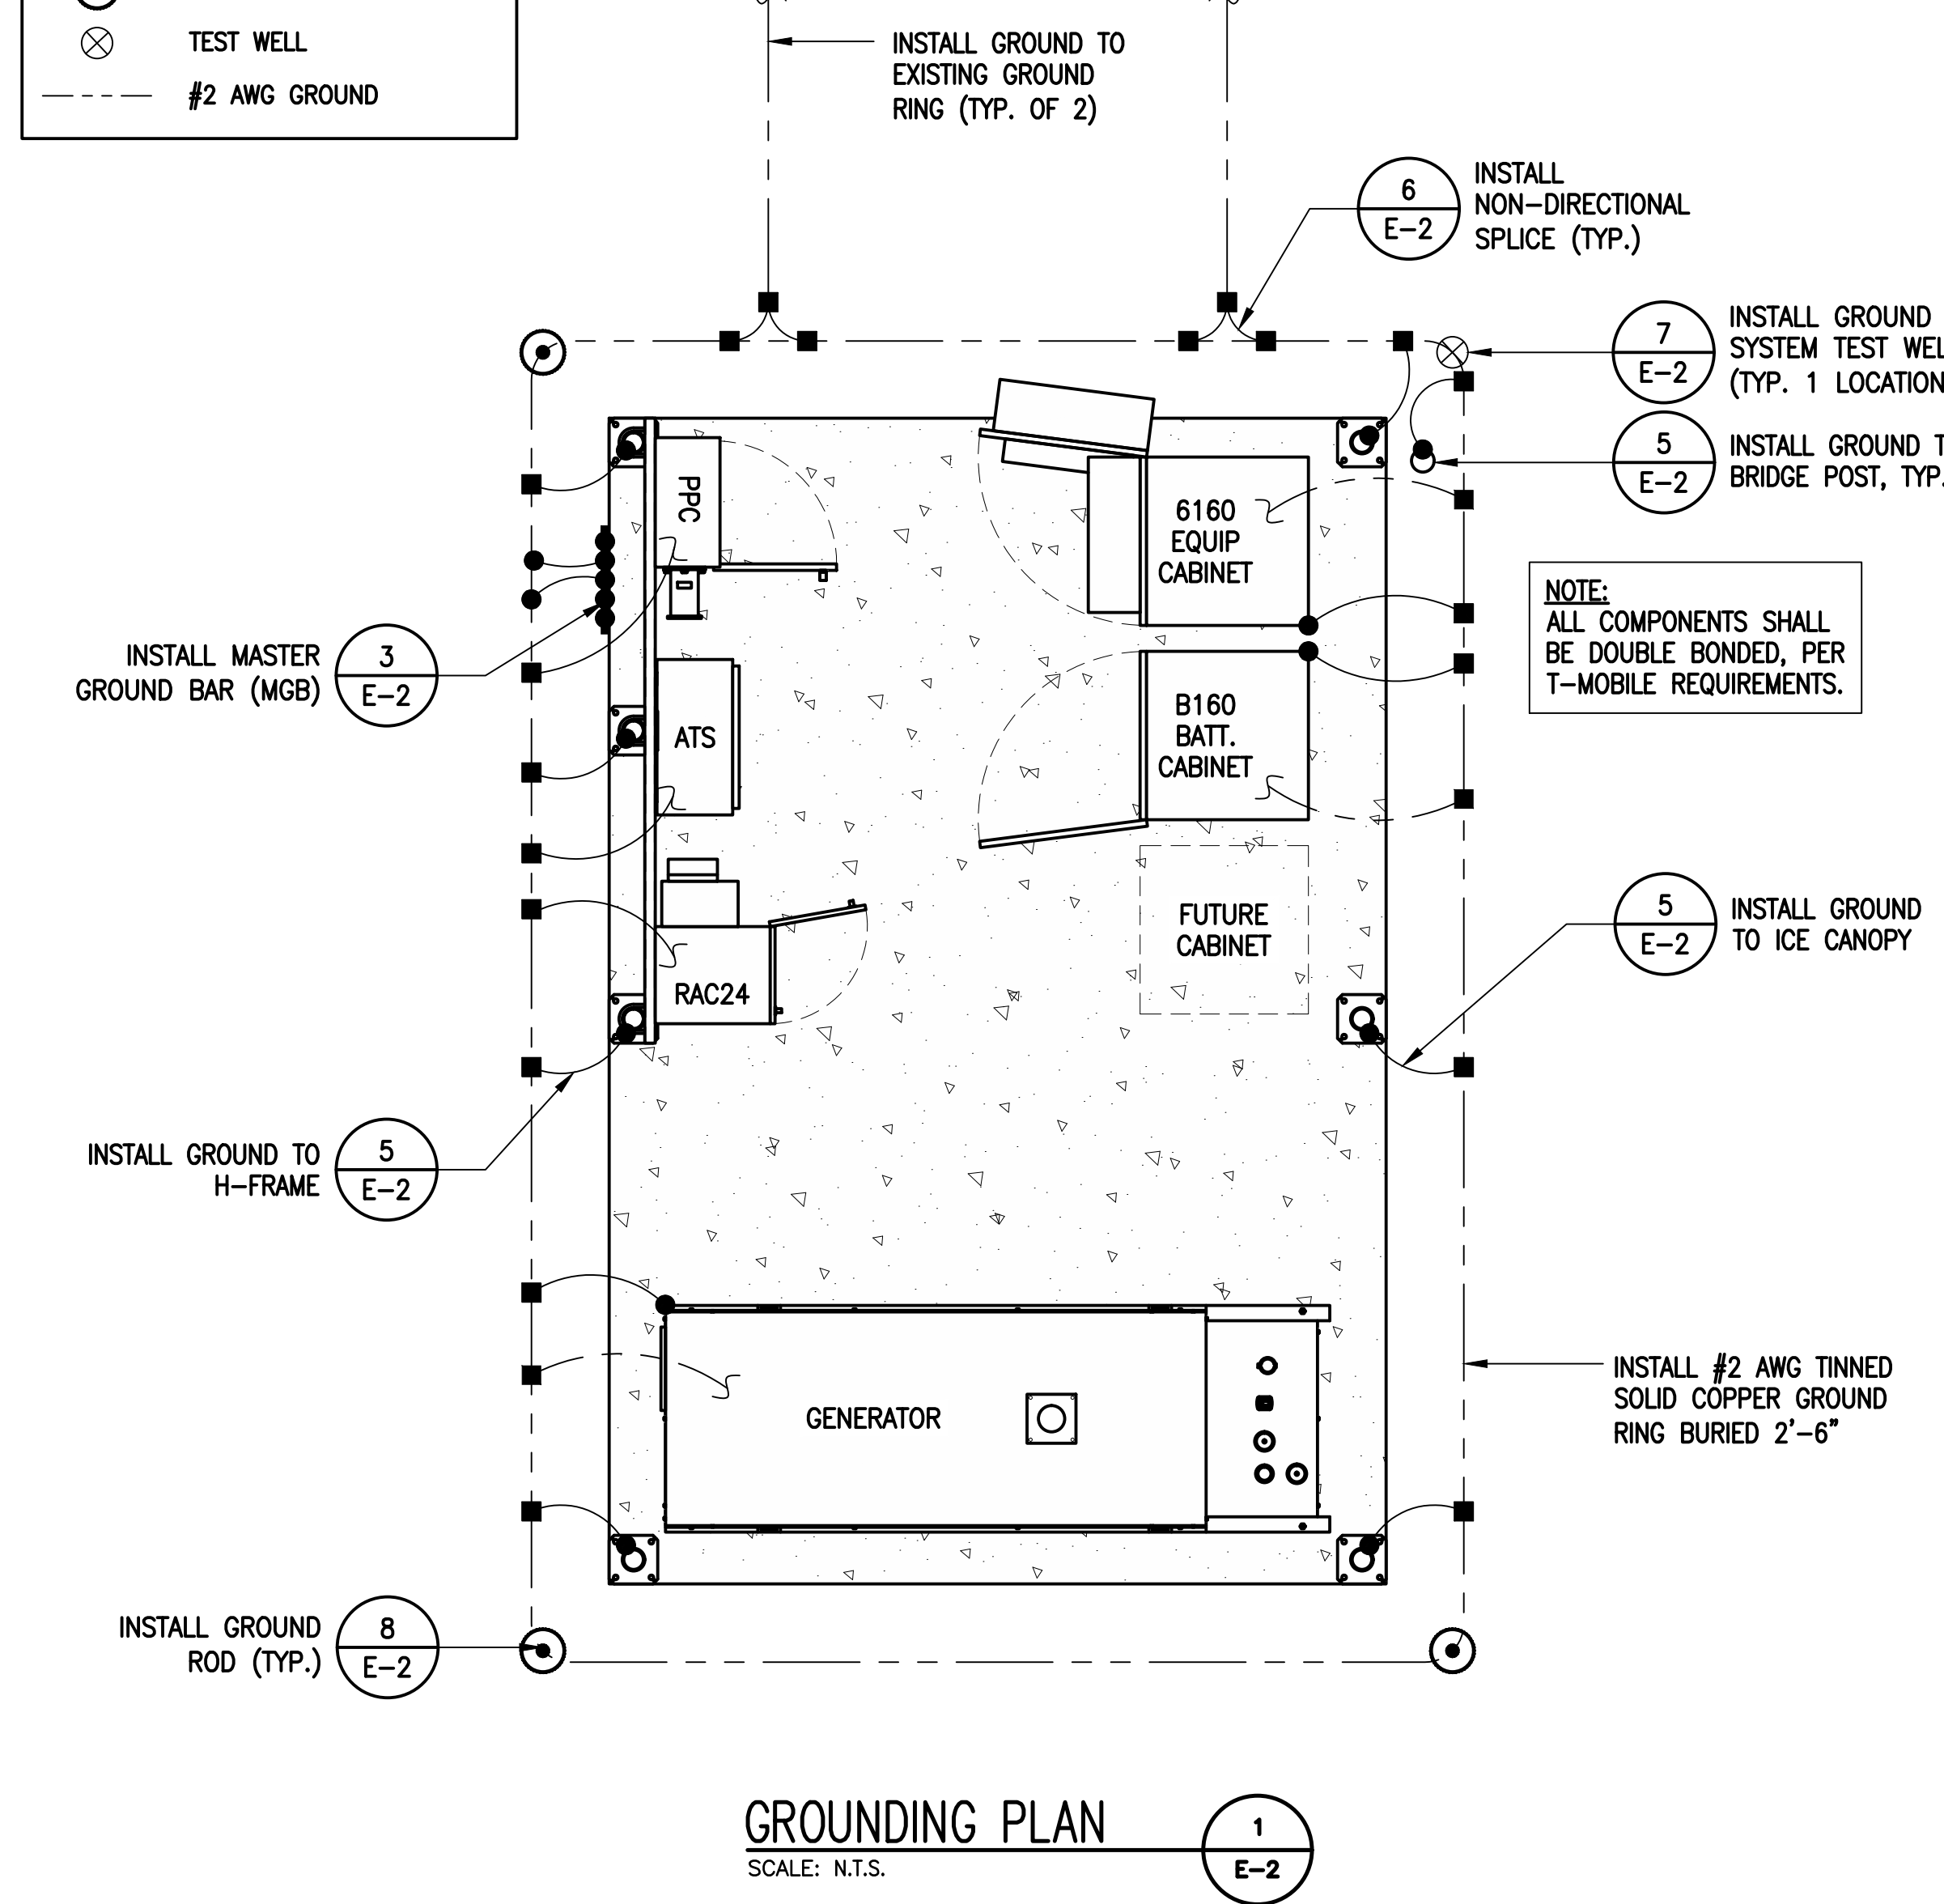 TEST WELL
#2 AWG GROUND
INSTALL GROUND TO
EXISTING GROUND
RING (TYP. OF 2)
6
E-2
INSTALL
NON-DIRECTIONAL
SPLICE (TYP.)
7
E-2
INSTALL GROUND
SYSTEM TEST
(TYP. 1
5
E-2
INSTALL GROUND
BRIDGE POST, TYP.
PPC
6160
EQUIP
CABINET
NOTE:
ALL COMPONENTS SHALL
BE DOUBLE BONDED, PER
T-MOBILE REQUIREMENTS.
INSTALL MASTER
GROUND BAR (MGB)
3
E-2
ATS
B160
BATT.
CABINET
FUTURE
CABINET
5
E-2
INSTALL GROUND
TO ICE CANOPY
RAC24
INSTALL GROUND TO
H-FRAME
5
E-2
GENERATOR
INSTALL #2 AWG TINNED
SOLID COPPER GROUND
RING BURIED 2'-6"
INSTALL GROUND
ROD (TYP.)
8
E-2
GROUNDING PLAN
SCALE: N.T.S.
1
E-2